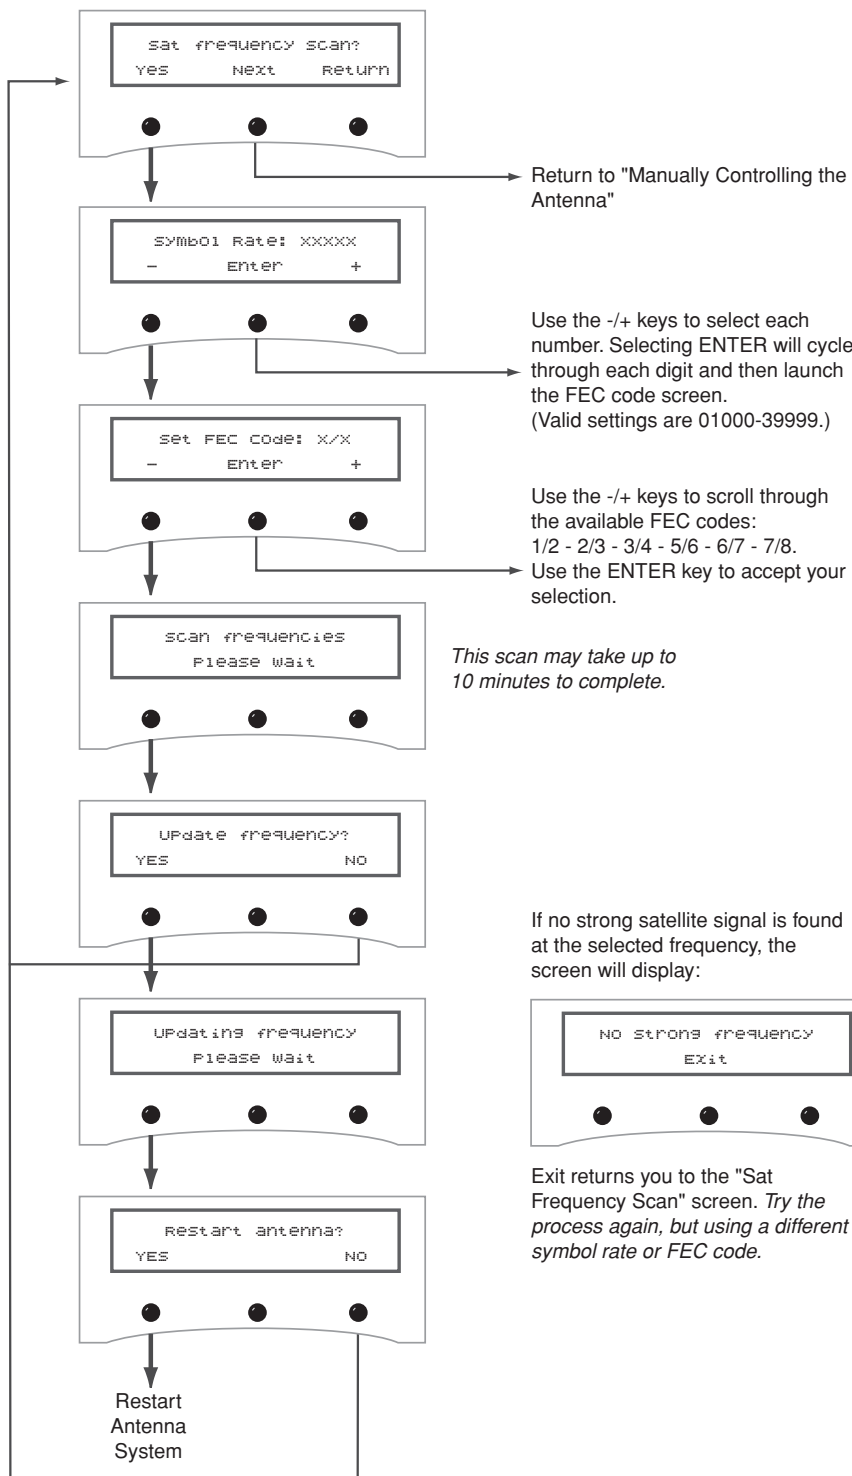 Sat frequency Scan?
Yes Next Return
Return to "Manually Controlling the
Antenna"
Symbol Rate: XXXXX
- Enter +
Use the -/+ keys to select each
number. Selecting ENTER will cycle
through each digit and then launch
the FEC code screen.
(Valid settings are 01000-39999.)
Set FEC Code: X/X
- Enter +
Use the -/+ keys to scroll through
the available FEC codes:
1/2 - 2/3 - 3/4 - 5/6 - 6/7 - 7/8.
Use the ENTER key to accept your
selection.
Scan frequencies
Please Wait
This scan may take up to
10 minutes to complete.
Update frequency?
YES NO
If no strong satellite signal is found
at the selected frequency, the
screen will display:
Updating frequency
Please Wait
No strong frequency
Exit
Exit returns you to the "Sat
Frequency Scan" screen. Try the
process again, but using a different
symbol rate or FEC code.
Restart antenna?
YES NO
Restart
Antenna
System